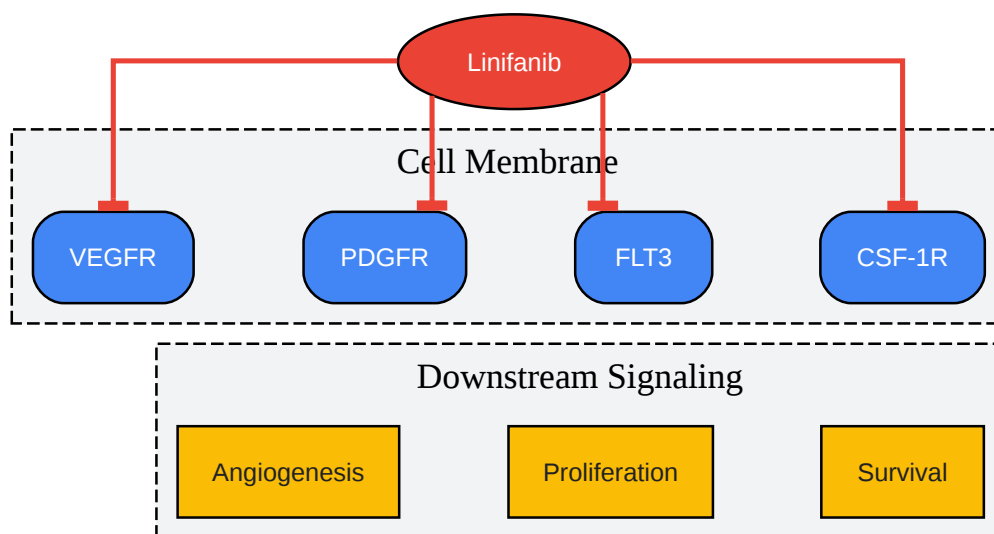 Linifanib
Cell Membrane
VEGFR
PDGFR
FLT3
CSF-1R
Downstream Signaling
Angiogenesis
Proliferation
Survival